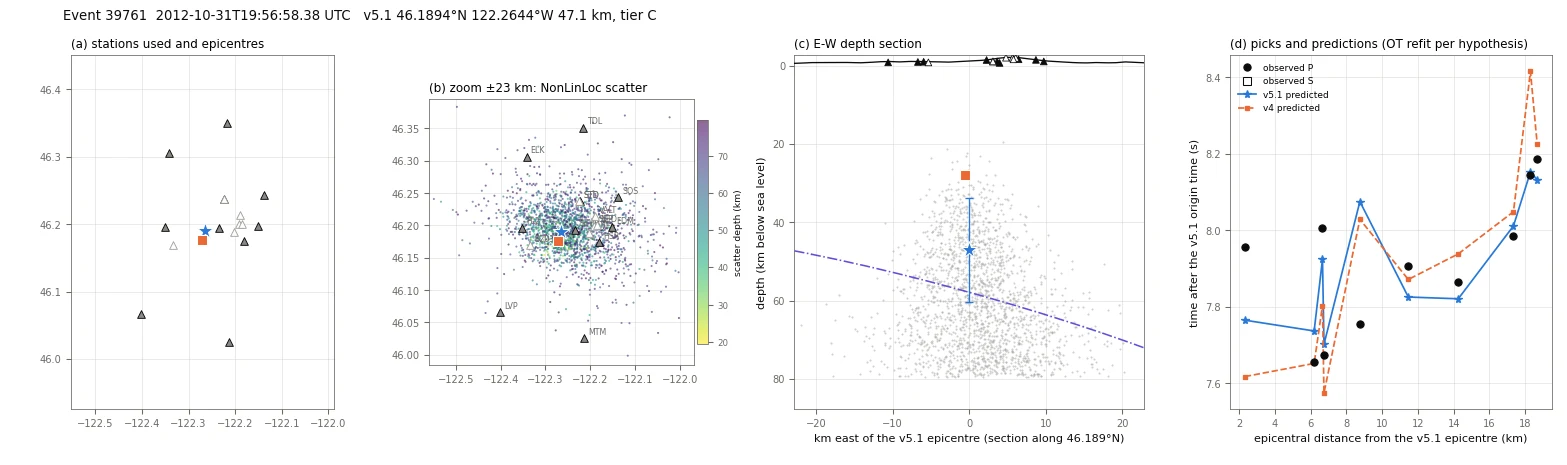 Event 39761  2012-10-31T19:56:58.38 UTC   v5.1 46.1894°N 122.2644°W 47.1 km, tier C
(a) stations used and epicentres
46.4
46.3
46.2
46.1
46.0
−122.5 −122.4 −122.3 −122.2 −122.1 −122.0
(b) zoom ±23 km: NonLinLoc scatter
46.35
46.30
46.25
46.20
46.15
46.10
46.05
46.00
TDL
ELK
SOS
LVP
MTM
−122.5 −122.4 −122.3 −122.2 −122.1 −122.0
70
60
50
40
30
20
scatter depth (km)
(c) E-W depth section
0
20
40
60
80
depth (km below sea level)
−20 −10 0 10 20
km east of the v5.1 epicentre (section along 46.189°N)
(d) picks and predictions (OT refit per hypothesis)
observed P
observed S
v5.1 predicted
v4 predicted
8.4
8.2
8.0
7.8
7.6
time after the v5.1 origin time (s)
2 4 6 8 10 12 14 16 18
epicentral distance from the v5.1 epicentre (km)